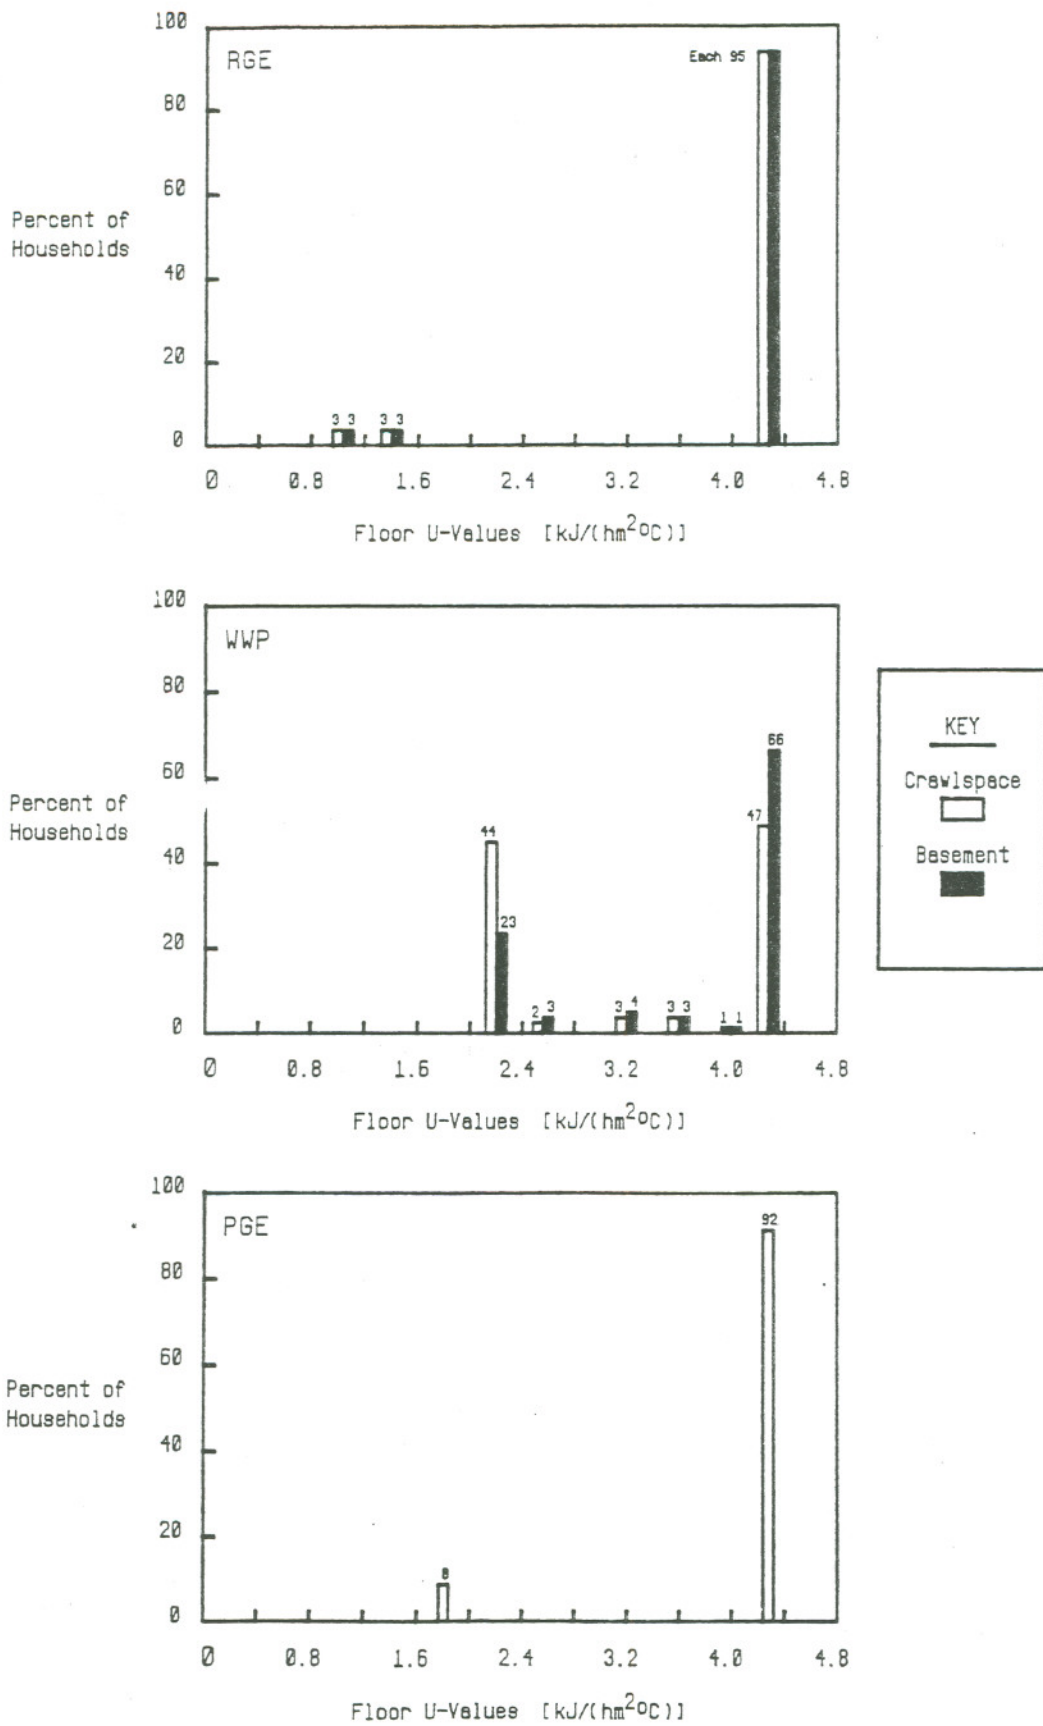 100
RGE
Each 95
80
60
Percent of
Households
40
20
3 3 3 3
0
0 0.8 1.6 2.4 3.2 4.0 4.8
Floor U-Values [kJ/(hm²°C)]
100
WWP
80
66
60
Percent of
Households
47
44
40
23
20
2 3 3 4 3 3 1 1
0
0 0.8 1.6 2.4 3.2 4.0 4.8
Floor U-Values [kJ/(hm²°C)]
KEY
Crawlspace
Basement
100
PGE
92
80
60
Percent of
Households
40
20
8
0
0 0.8 1.6 2.4 3.2 4.0 4.8
Floor U-Values [kJ/(hm²°C)]